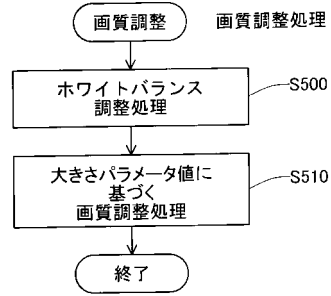 画質調整
画質調整処理
ホワイトバランス
調整処理
S500
大きさパラメータ値に
基づく
画質調整処理
S510
終了